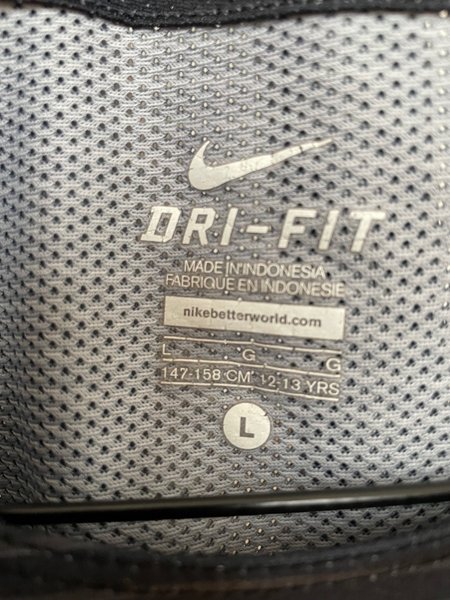 DRI-FIT
MADE IN INDONESIA
FABRIQUE EN INDONESIE
nikebetterworld.com
L G G
147-158 CM 12-13 YRS
L